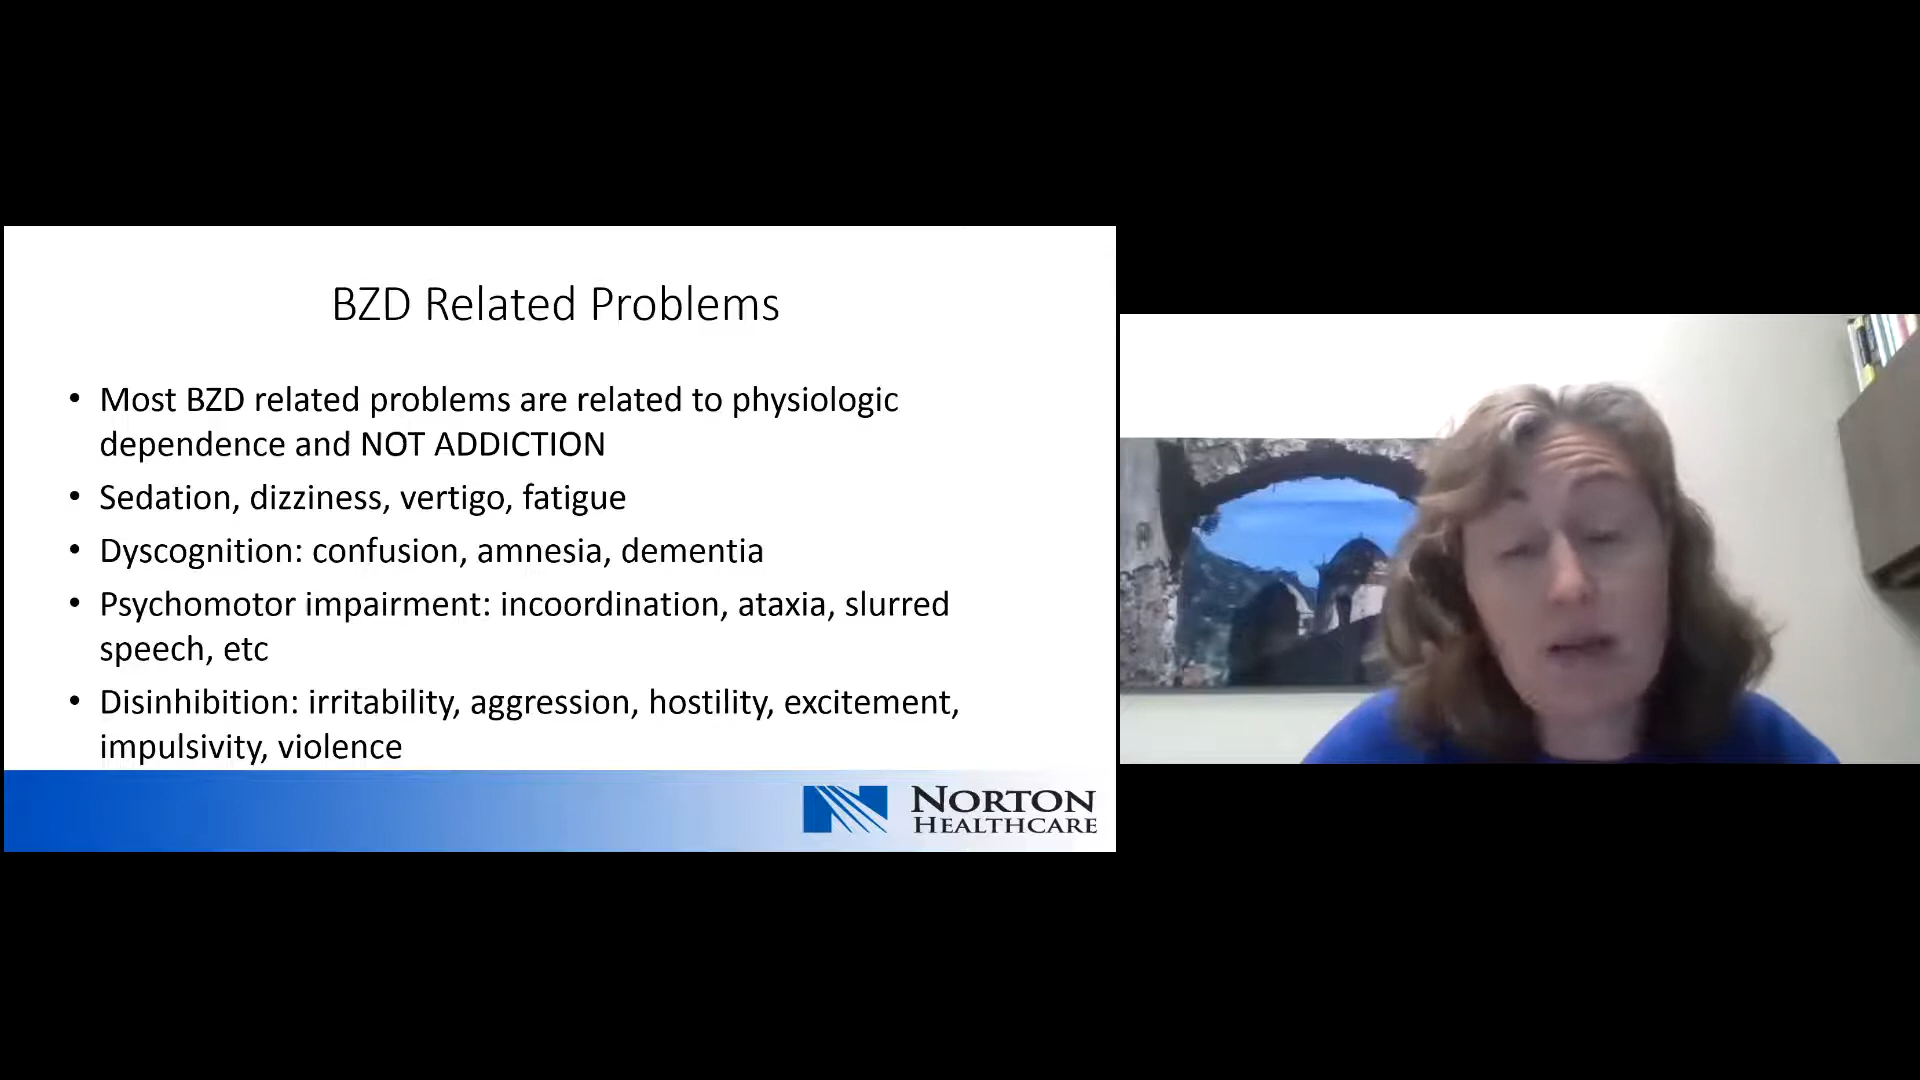 BZD Related Problems
• Most BZD related problems are related to physiologic
dependence and NOT ADDICTION
• Sedation, dizziness, vertigo, fatigue
• Dyscognition: confusion, amnesia, dementia
• Psychomotor impairment: incoordination, ataxia, slurred
speech, etc
• Disinhibition: irritability, aggression, hostility, excitement,
impulsivity, violence
NORTON
HEALTHCARE